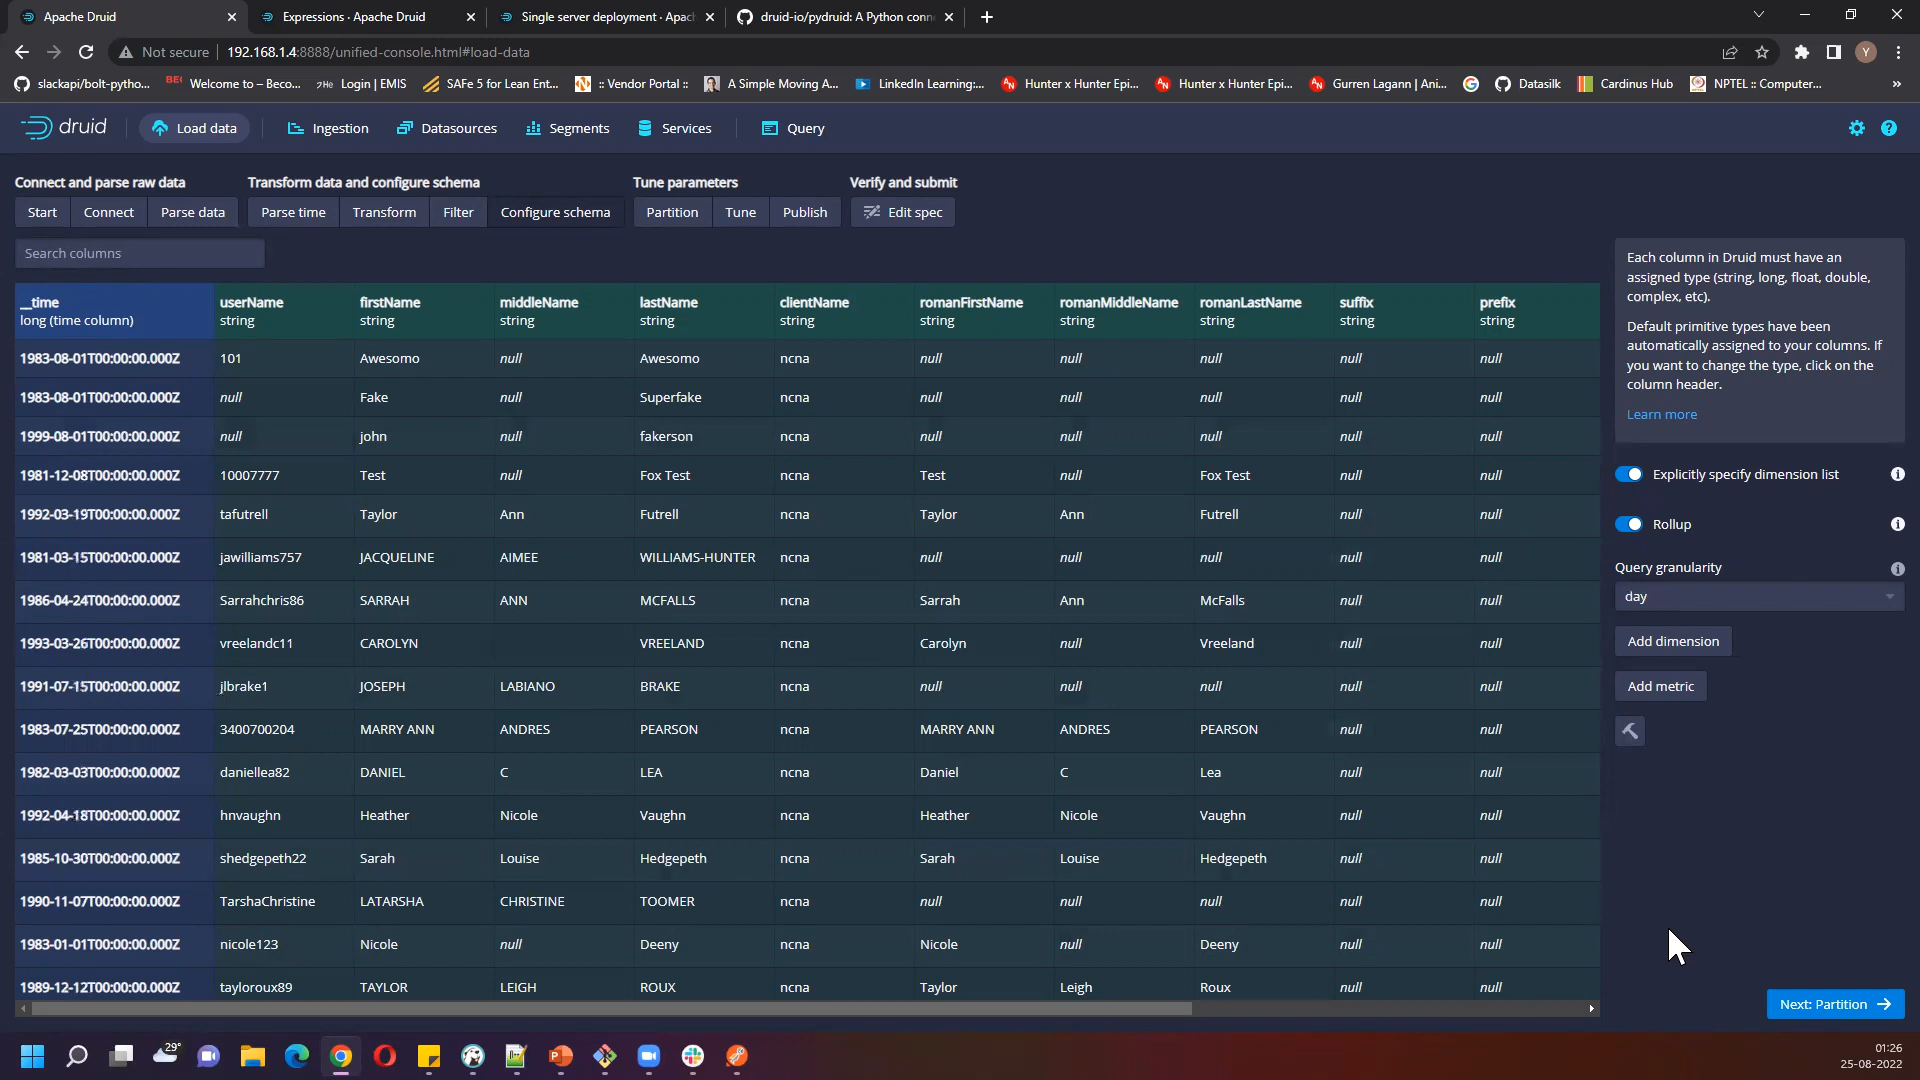 Apache Druid
Expressions · Apache Druid
Single server deployment · Apac
druid-io/pydruid: A Python conn
Not secure
192.168.1.4:8888/unified-console.html#load-data
Y
slackapi/bolt-pytho...
Welcome to – Beco...
Login | EMIS
SAFe 5 for Lean Ent...
:: Vendor Portal ::
A Simple Moving A...
LinkedIn Learning:...
Hunter x Hunter Epi...
Hunter x Hunter Epi...
Gurren Lagann | Ani...
Datasilk
Cardinus Hub
NPTEL :: Computer...
druid
Load data
Ingestion
Datasources
Segments
Services
Query
Connect and parse raw data
Transform data and configure schema
Tune parameters
Verify and submit
Start
Connect
Parse data
Parse time
Transform
Filter
Configure schema
Partition
Tune
Publish
Edit spec
Search columns
__time userName firstName middleName lastName clientName romanFirstName romanMiddleName romanLastName suffix prefix
long (time column) string string string string string string string string string string
1983-08-01T00:00:00.000Z 101 Awesomo null Awesomo ncna null null null null null
1983-08-01T00:00:00.000Z null Fake null Superfake ncna null null null null null
1999-08-01T00:00:00.000Z null john null fakerson ncna null null null null null
1981-12-08T00:00:00.000Z 10007777 Test null Fox Test ncna Test null Fox Test null null
1992-03-19T00:00:00.000Z tafutrell Taylor Ann Futrell ncna Taylor Ann Futrell null null
1981-03-15T00:00:00.000Z jawilliams757 JACQUELINE AIMEE WILLIAMS-HUNTER ncna null null null null null
1986-04-24T00:00:00.000Z Sarrahchris86 SARRAH ANN MCFALLS ncna Sarrah Ann McFalls null null
1993-03-26T00:00:00.000Z vreelandc11 CAROLYN VREELAND ncna Carolyn null Vreeland null null
1991-07-15T00:00:00.000Z jlbrake1 JOSEPH LABIANO BRAKE ncna null null null null null
1983-07-25T00:00:00.000Z 3400700204 MARRY ANN ANDRES PEARSON ncna MARRY ANN ANDRES PEARSON null null
1982-03-03T00:00:00.000Z daniellea82 DANIEL C LEA ncna Daniel C Lea null null
1992-04-18T00:00:00.000Z hnvaughn Heather Nicole Vaughn ncna Heather Nicole Vaughn null null
1985-10-30T00:00:00.000Z shedgepeth22 Sarah Louise Hedgepeth ncna Sarah Louise Hedgepeth null null
1990-11-07T00:00:00.000Z TarshaChristine LATARSHA CHRISTINE TOOMER ncna null null null null null
1983-01-01T00:00:00.000Z nicole123 Nicole null Deeny ncna Nicole null Deeny null null
1989-12-12T00:00:00.000Z tayloroux89 TAYLOR LEIGH ROUX ncna Taylor Leigh Roux null null
Each column in Druid must have an
assigned type (string, long, float, double,
complex, etc).
Default primitive types have been
automatically assigned to your columns. If
you want to change the type, click on the
column header.
Learn more
Explicitly specify dimension list
Rollup
Query granularity
day
Add dimension
Add metric
Next: Partition
29°
01:26
25-08-2022